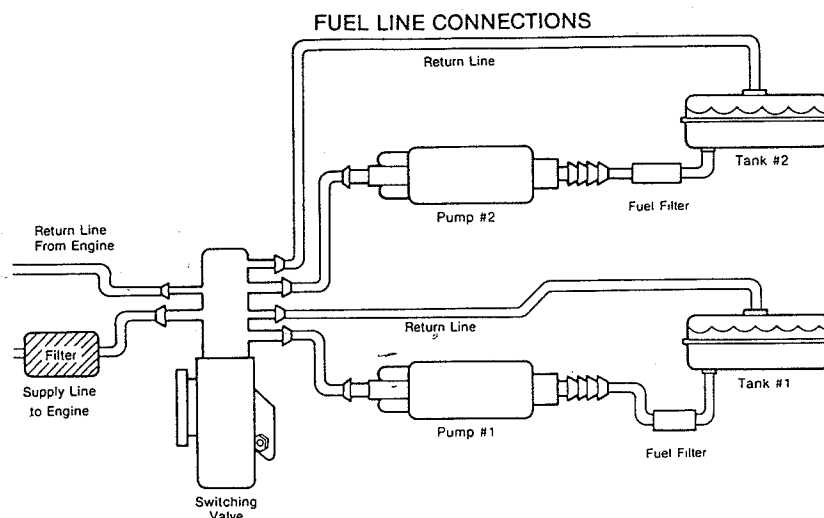 FUEL LINE CONNECTIONS
Return Line
Tank #2
Fuel Filter
Pump #2
Return Line
From Engine
Return Line
Filter
Supply Line
to Engine
Tank #1
Pump #1
Fuel Filter
Switching
Valve